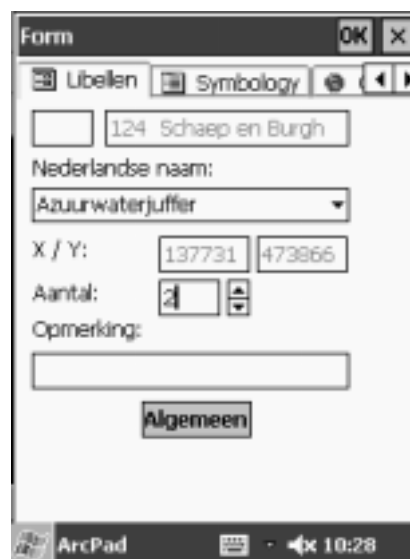 Form OK ×
Libellen Symbology
124 Schaep en Burgh
Nederlandse naam:
Azuurwaterjuffer
X / Y: 137731 473866
Aantal: 2
Opmerking:
Algemeen
ArcPad 10:28